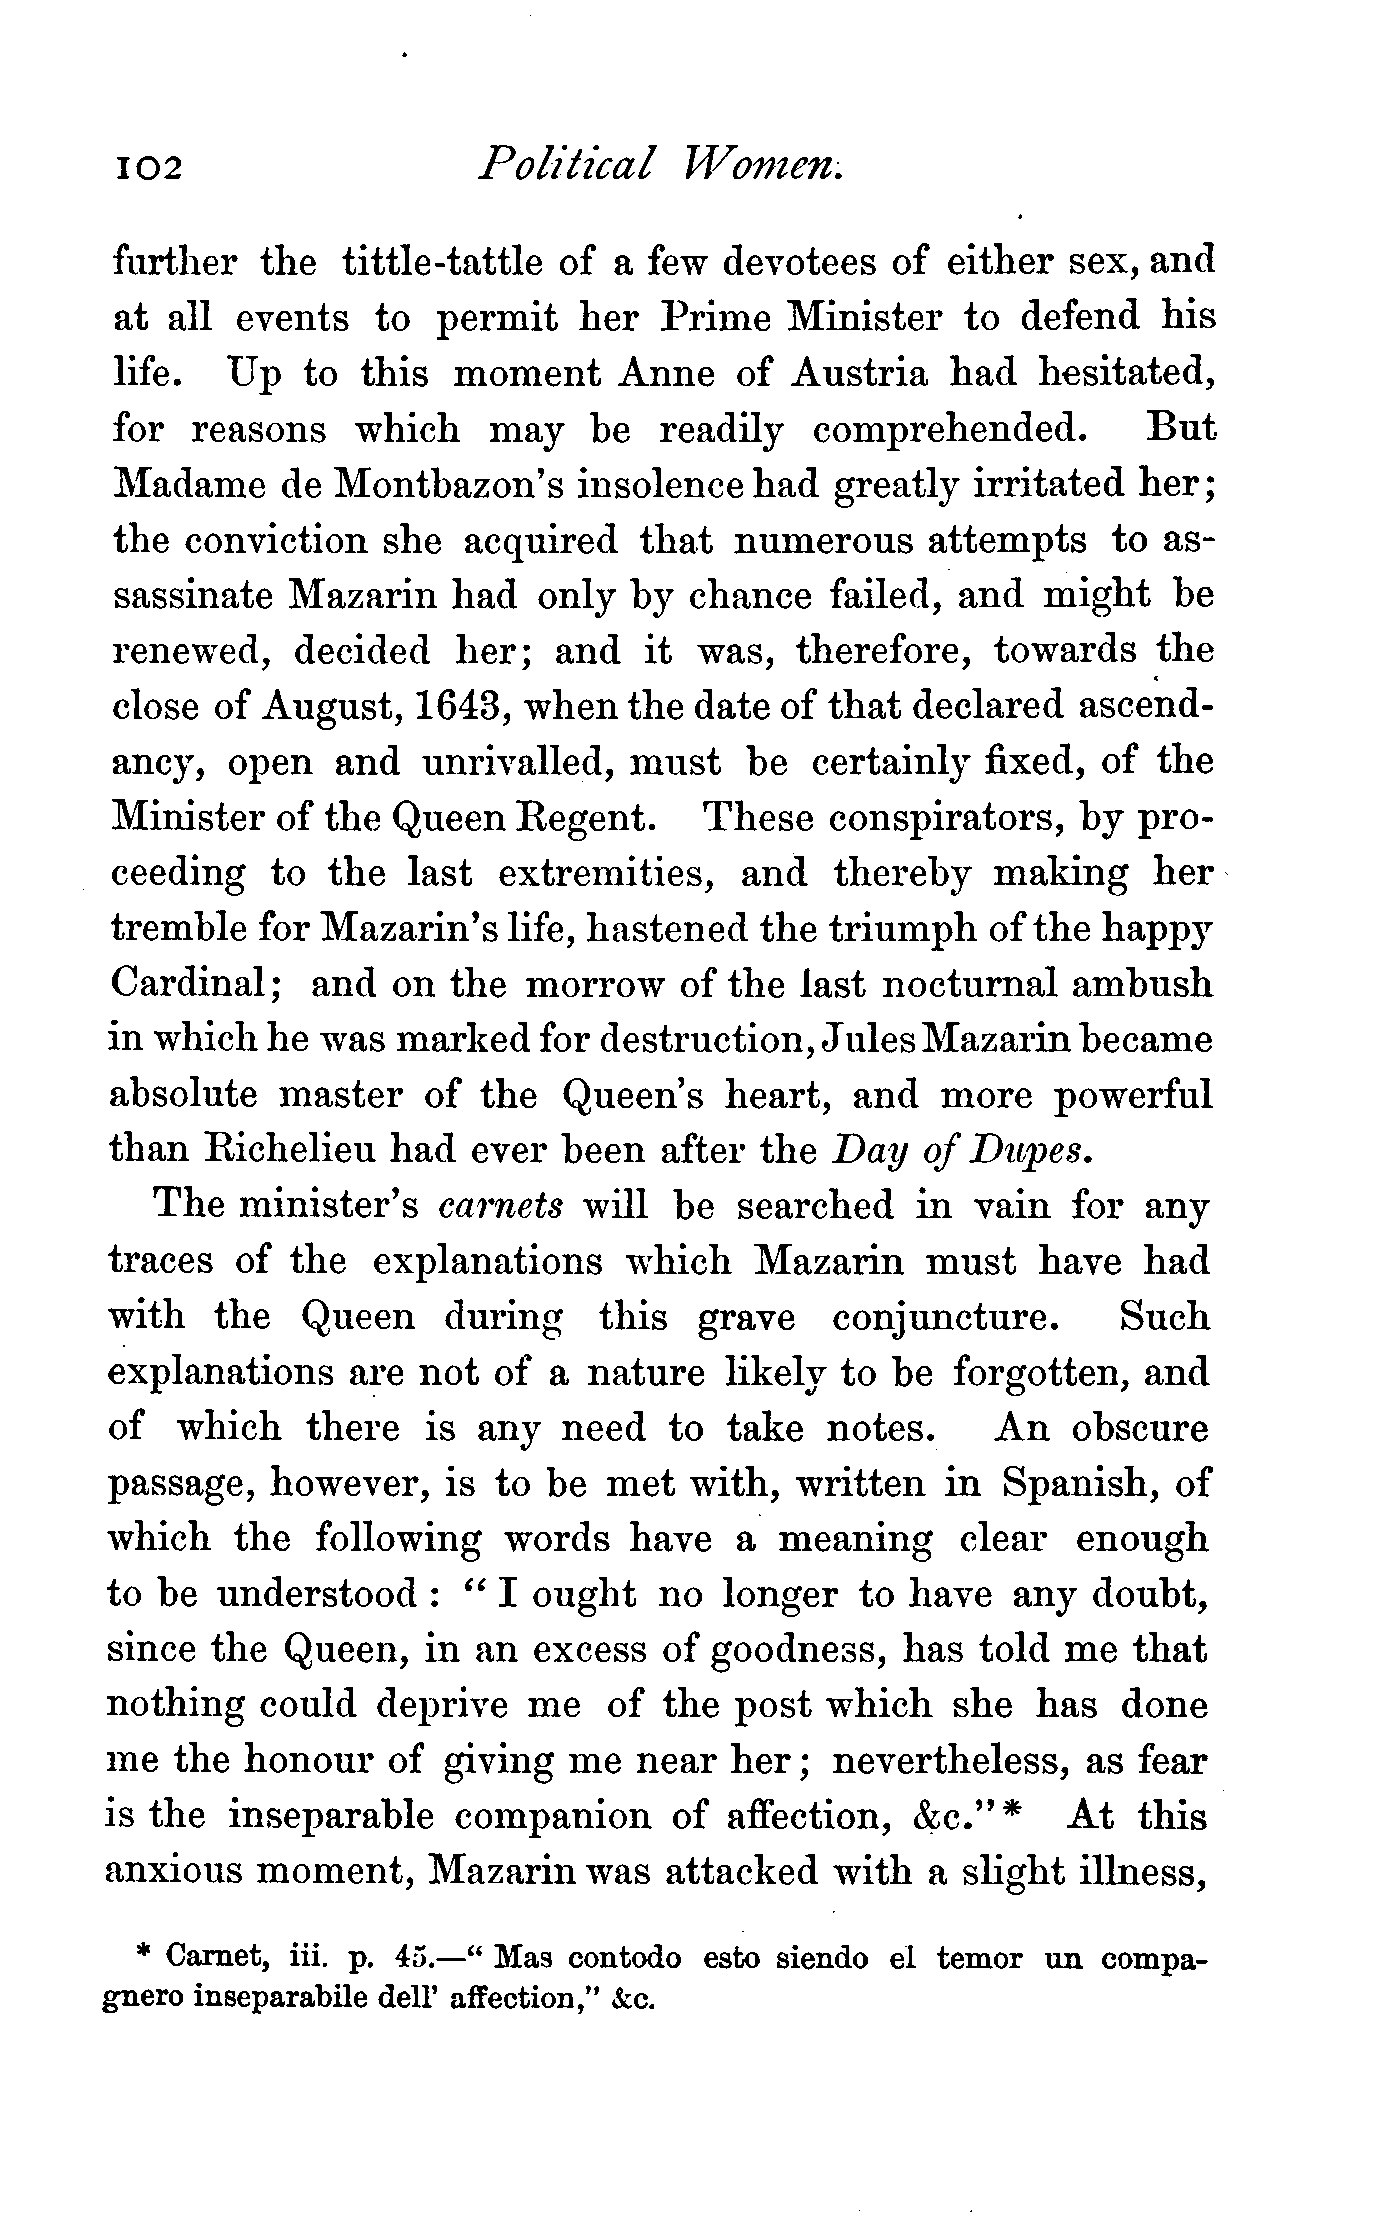 102 Political Women.
further the tittle-tattle of a few devotees of either sex, and
at all events to permit her Prime Minister to defend his
life. Up to this moment Anne of Austria had hesitated,
for reasons which may be readily comprehended. But
Madame de Montbazon's insolence had greatly irritated her;
the conviction she acquired that numerous attempts to as-
sassinate Mazarin had only by chance failed, and might be
renewed, decided her; and it was, therefore, towards the
close of August, 1643, when the date of that declared ascend-
ancy, open and unrivalled, must be certainly fixed, of the
Minister of the Queen Regent. These conspirators, by pro-
ceeding to the last extremities, and thereby making her
tremble for Mazarin's life, hastened the triumph of the happy
Cardinal; and on the morrow of the last nocturnal ambush
in which he was marked for destruction, Jules Mazarin became
absolute master of the Queen's heart, and more powerful
than Richelieu had ever been after the Day of Dupes.
The minister's carnets will be searched in vain for any
traces of the explanations which Mazarin must have had
with the Queen during this grave conjuncture. Such
explanations are not of a nature likely to be forgotten, and
of which there is any need to take notes. An obscure
passage, however, is to be met with, written in Spanish, of
which the following words have a meaning clear enough
to be understood : " I ought no longer to have any doubt,
since the Queen, in an excess of goodness, has told me that
nothing could deprive me of the post which she has done
me the honour of giving me near her ; nevertheless, as fear
is the inseparable companion of affection, &c."* At this
anxious moment, Mazarin was attacked with a slight illness,
* Carnet, iii. p. 45.—" Mas contodo esto siendo el temor un compa-
gnero inseparabile dell' affection," &c.